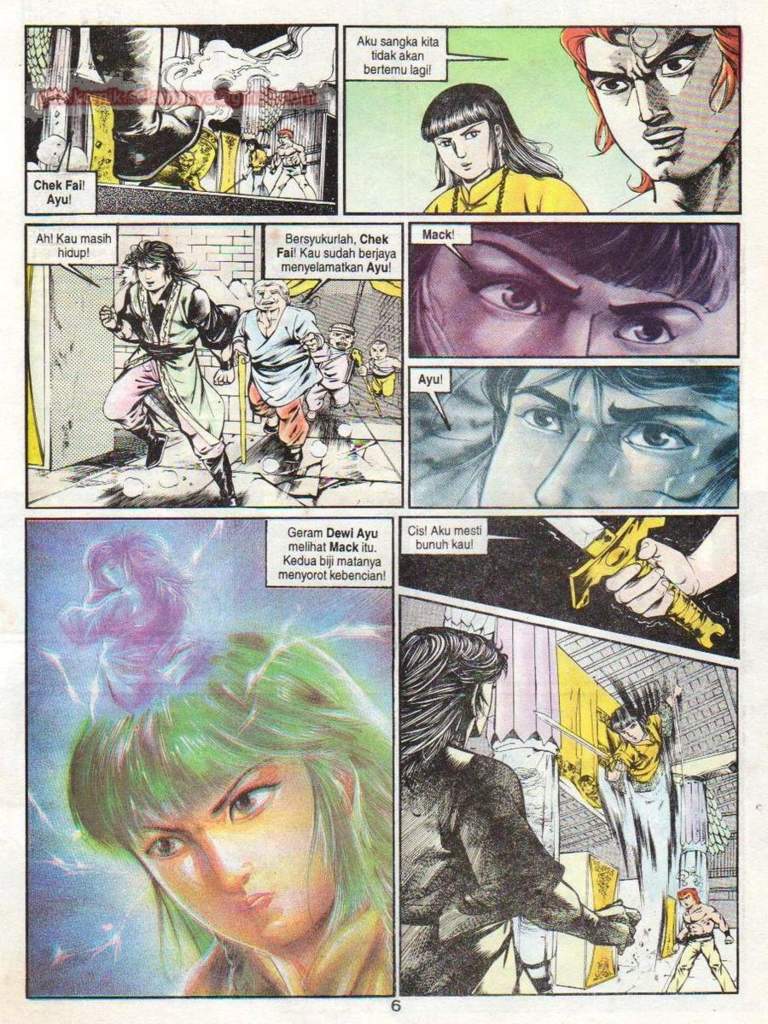 Chek Fai!
Ayu!
Aku sangka kita
tidak akan
bertemu lagi!
Ah! Kau masih
hidup!
Bersyukurlah, Chek
Fai! Kau sudah berjaya
menyelamatkan Ayu!
Mack!
Ayu!
Geram Dewi Ayu
melihat Mack itu.
Kedua biji matanya
menyorot kebencian!
Cis! Aku mesti
bunuh kau!
6